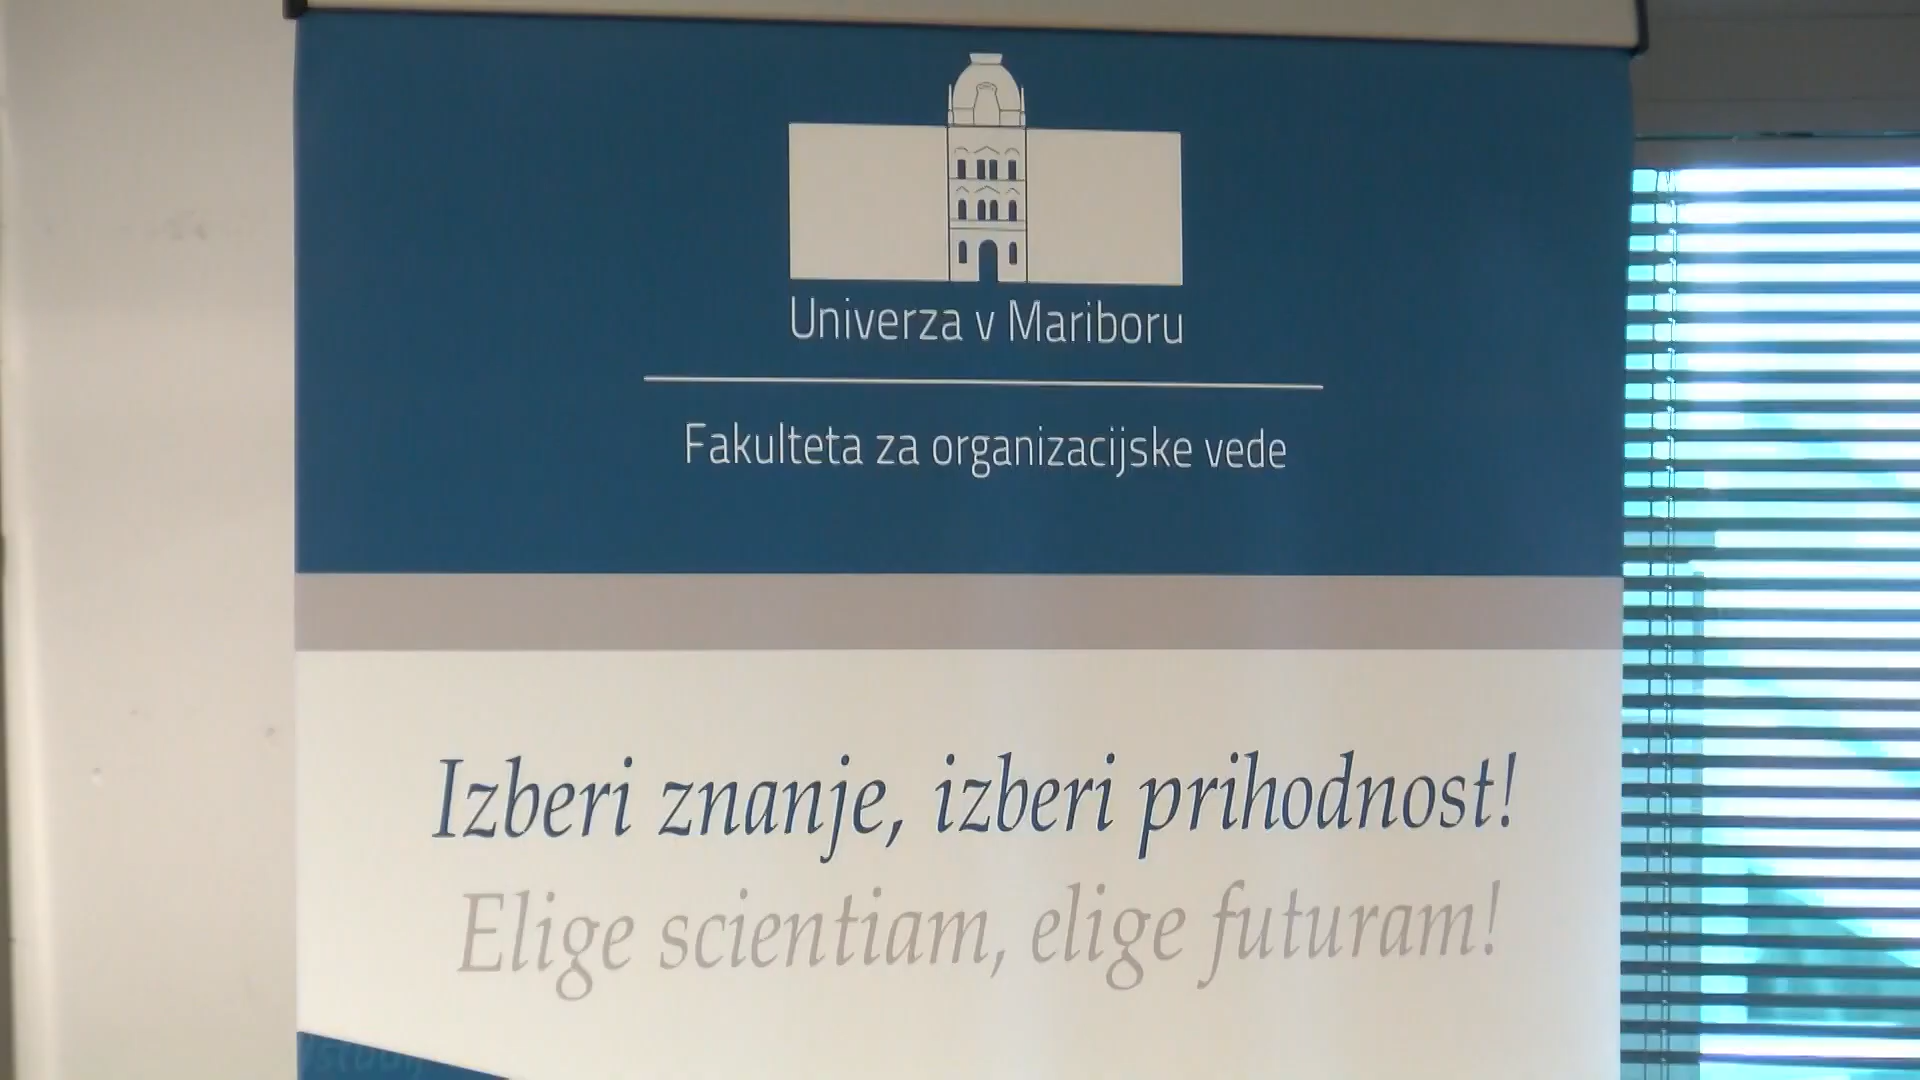 Univerza v Mariboru
Fakulteta za organizacijske vede
Izberi znanje, izberi prihodnost!
Elige scientiam, elige futuram!